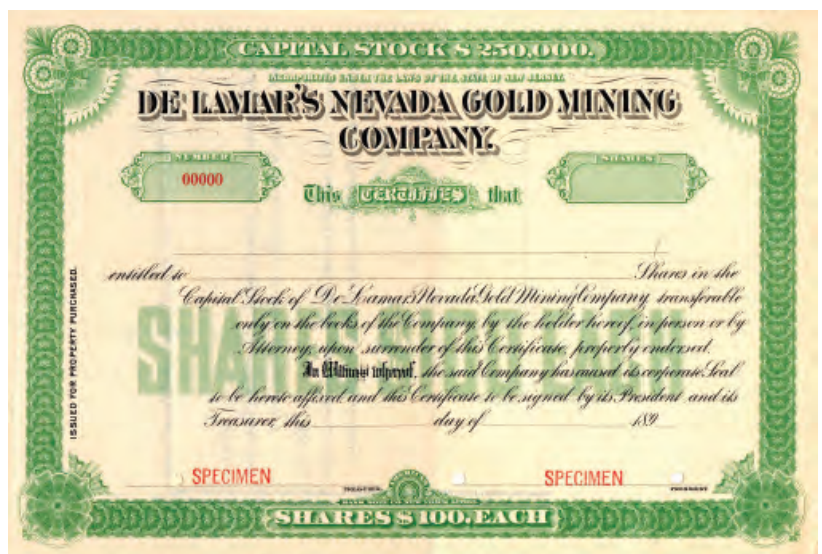 CAPITAL STOCK $ 250,000.
INCORPORATED UNDER THE LAWS OF THE STATE OF NEW JERSEY.
DE LAMAR'S NEVADA GOLD MINING
COMPANY.
NUMBER
00000
SHARES
This CERTIFIES that
entitled to Shares in the
Capital Stock of De Lamar's Nevada Gold Mining Company, transferable
only on the books of the Company, by the holder hereof, in person or by
Attorney, upon surrender of this Certificate, properly endorsed.
In Witness whereof, the said Company has caused its corporate Seal
to be hereto affixed and this Certificate to be signed by its President and its
Treasurer, this day of 189
ISSUED FOR PROPERTY PURCHASED.
SPECIMEN
TREASURER.
SPECIMEN
PRESIDENT
SHARES $ 100. EACH